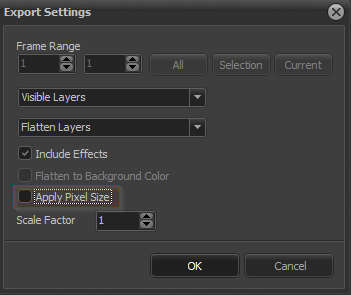 Export Settings
Frame Range
1 1 All Selection Current
Visible Layers
Flatten Layers
Include Effects
Flatten to Background Color
Apply Pixel Size
Scale Factor 1
OK Cancel